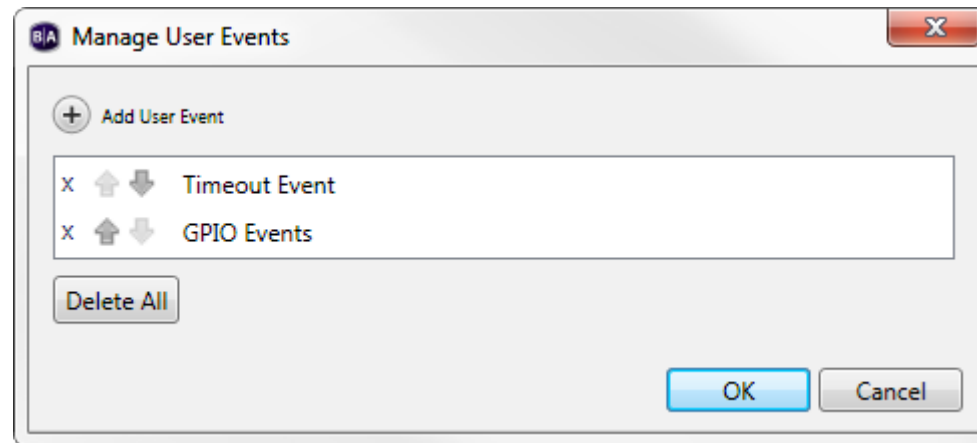 B|A Manage User Events
Add User Event
X Timeout Event
X GPIO Events
Delete All
OK Cancel